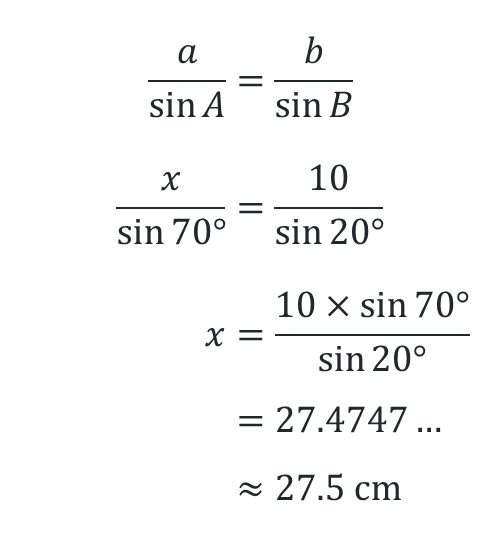 a/sin A = b/sin B
x/sin 70° = 10/sin 20°
x = 10 × sin 70°/sin 20°
= 27.4747 ...
≈ 27.5 cm